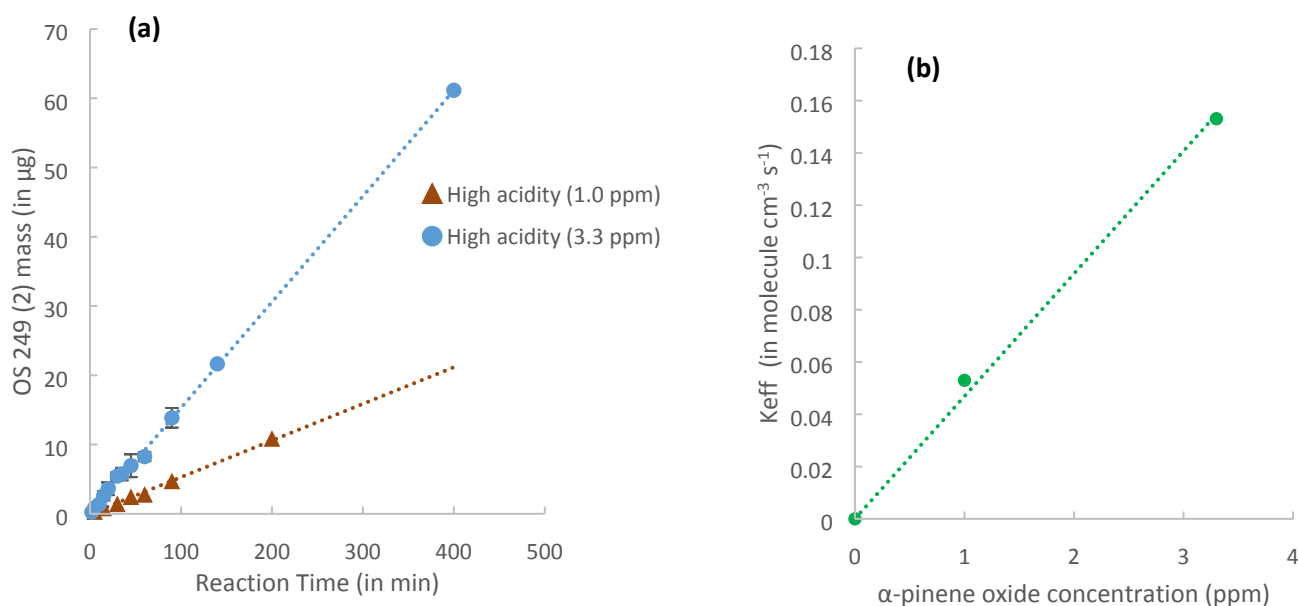 (a)
OS 249 (2) mass (in µg)
70
60
50
40
30
20
10
0
0 100 200 300 400 500
Reaction Time (in min)
High acidity (1.0 ppm)
High acidity (3.3 ppm)
(b)
Keff (in molecule cm⁻³ s⁻¹)
0.18
0.16
0.14
0.12
0.1
0.08
0.06
0.04
0.02
0
0 1 2 3 4
α-pinene oxide concentration (ppm)